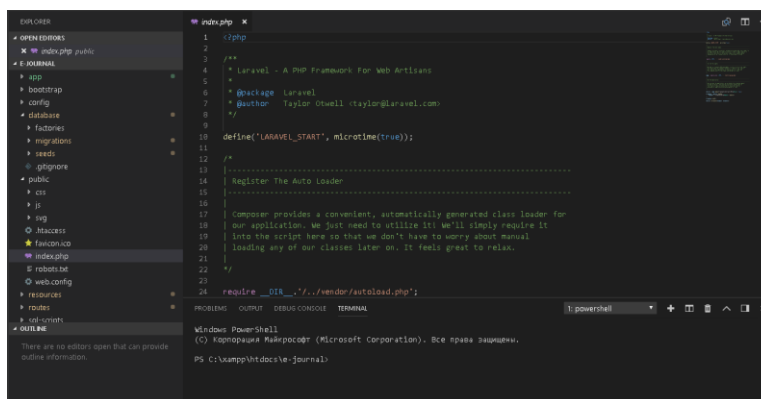 EXPLORER
OPEN EDITORS
index.php public
E-JOURNAL
app
bootstrap
config
database
factories
migrations
seeds
.gitignore
public
css
js
svg
.htaccess
favicon.ico
index.php
robots.txt
web.config
resources
routes
sql-scripts
OUTLINE
There are no editors open that can provide
outline information.
index.php
1 <?php
2
3 /**
4 * Laravel - A PHP Framework For Web Artisans
5 *
6 * @package Laravel
7 * @author Taylor Otwell <taylor@laravel.com>
8 */
9
10 define('LARAVEL_START', microtime(true));
11
12 /*
13 |--------------------------------------------------------------------------
14 | Register The Auto Loader
15 |--------------------------------------------------------------------------
16 |
17 | Composer provides a convenient, automatically generated class loader for
18 | our application. We just need to utilize it! We'll simply require it
19 | into the script here so that we don't have to worry about manual
20 | loading any of our classes later on. It feels great to relax.
21 |
22 */
23
24 require __DIR__.'/../vendor/autoload.php';
PROBLEMS OUTPUT DEBUG CONSOLE TERMINAL 1: powershell
Windows PowerShell
(C) Корпорация Майкрософт (Microsoft Corporation). Все права защищены.
PS C:\xampp\htdocs\e-journal>